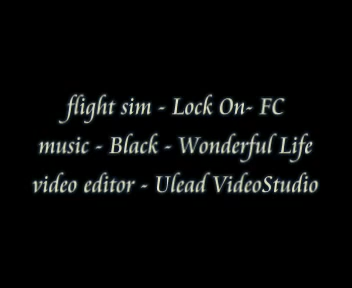 flight sim - Lock On- FC
music - Black - Wonderful Life
video editor - Ulead VideoStudio